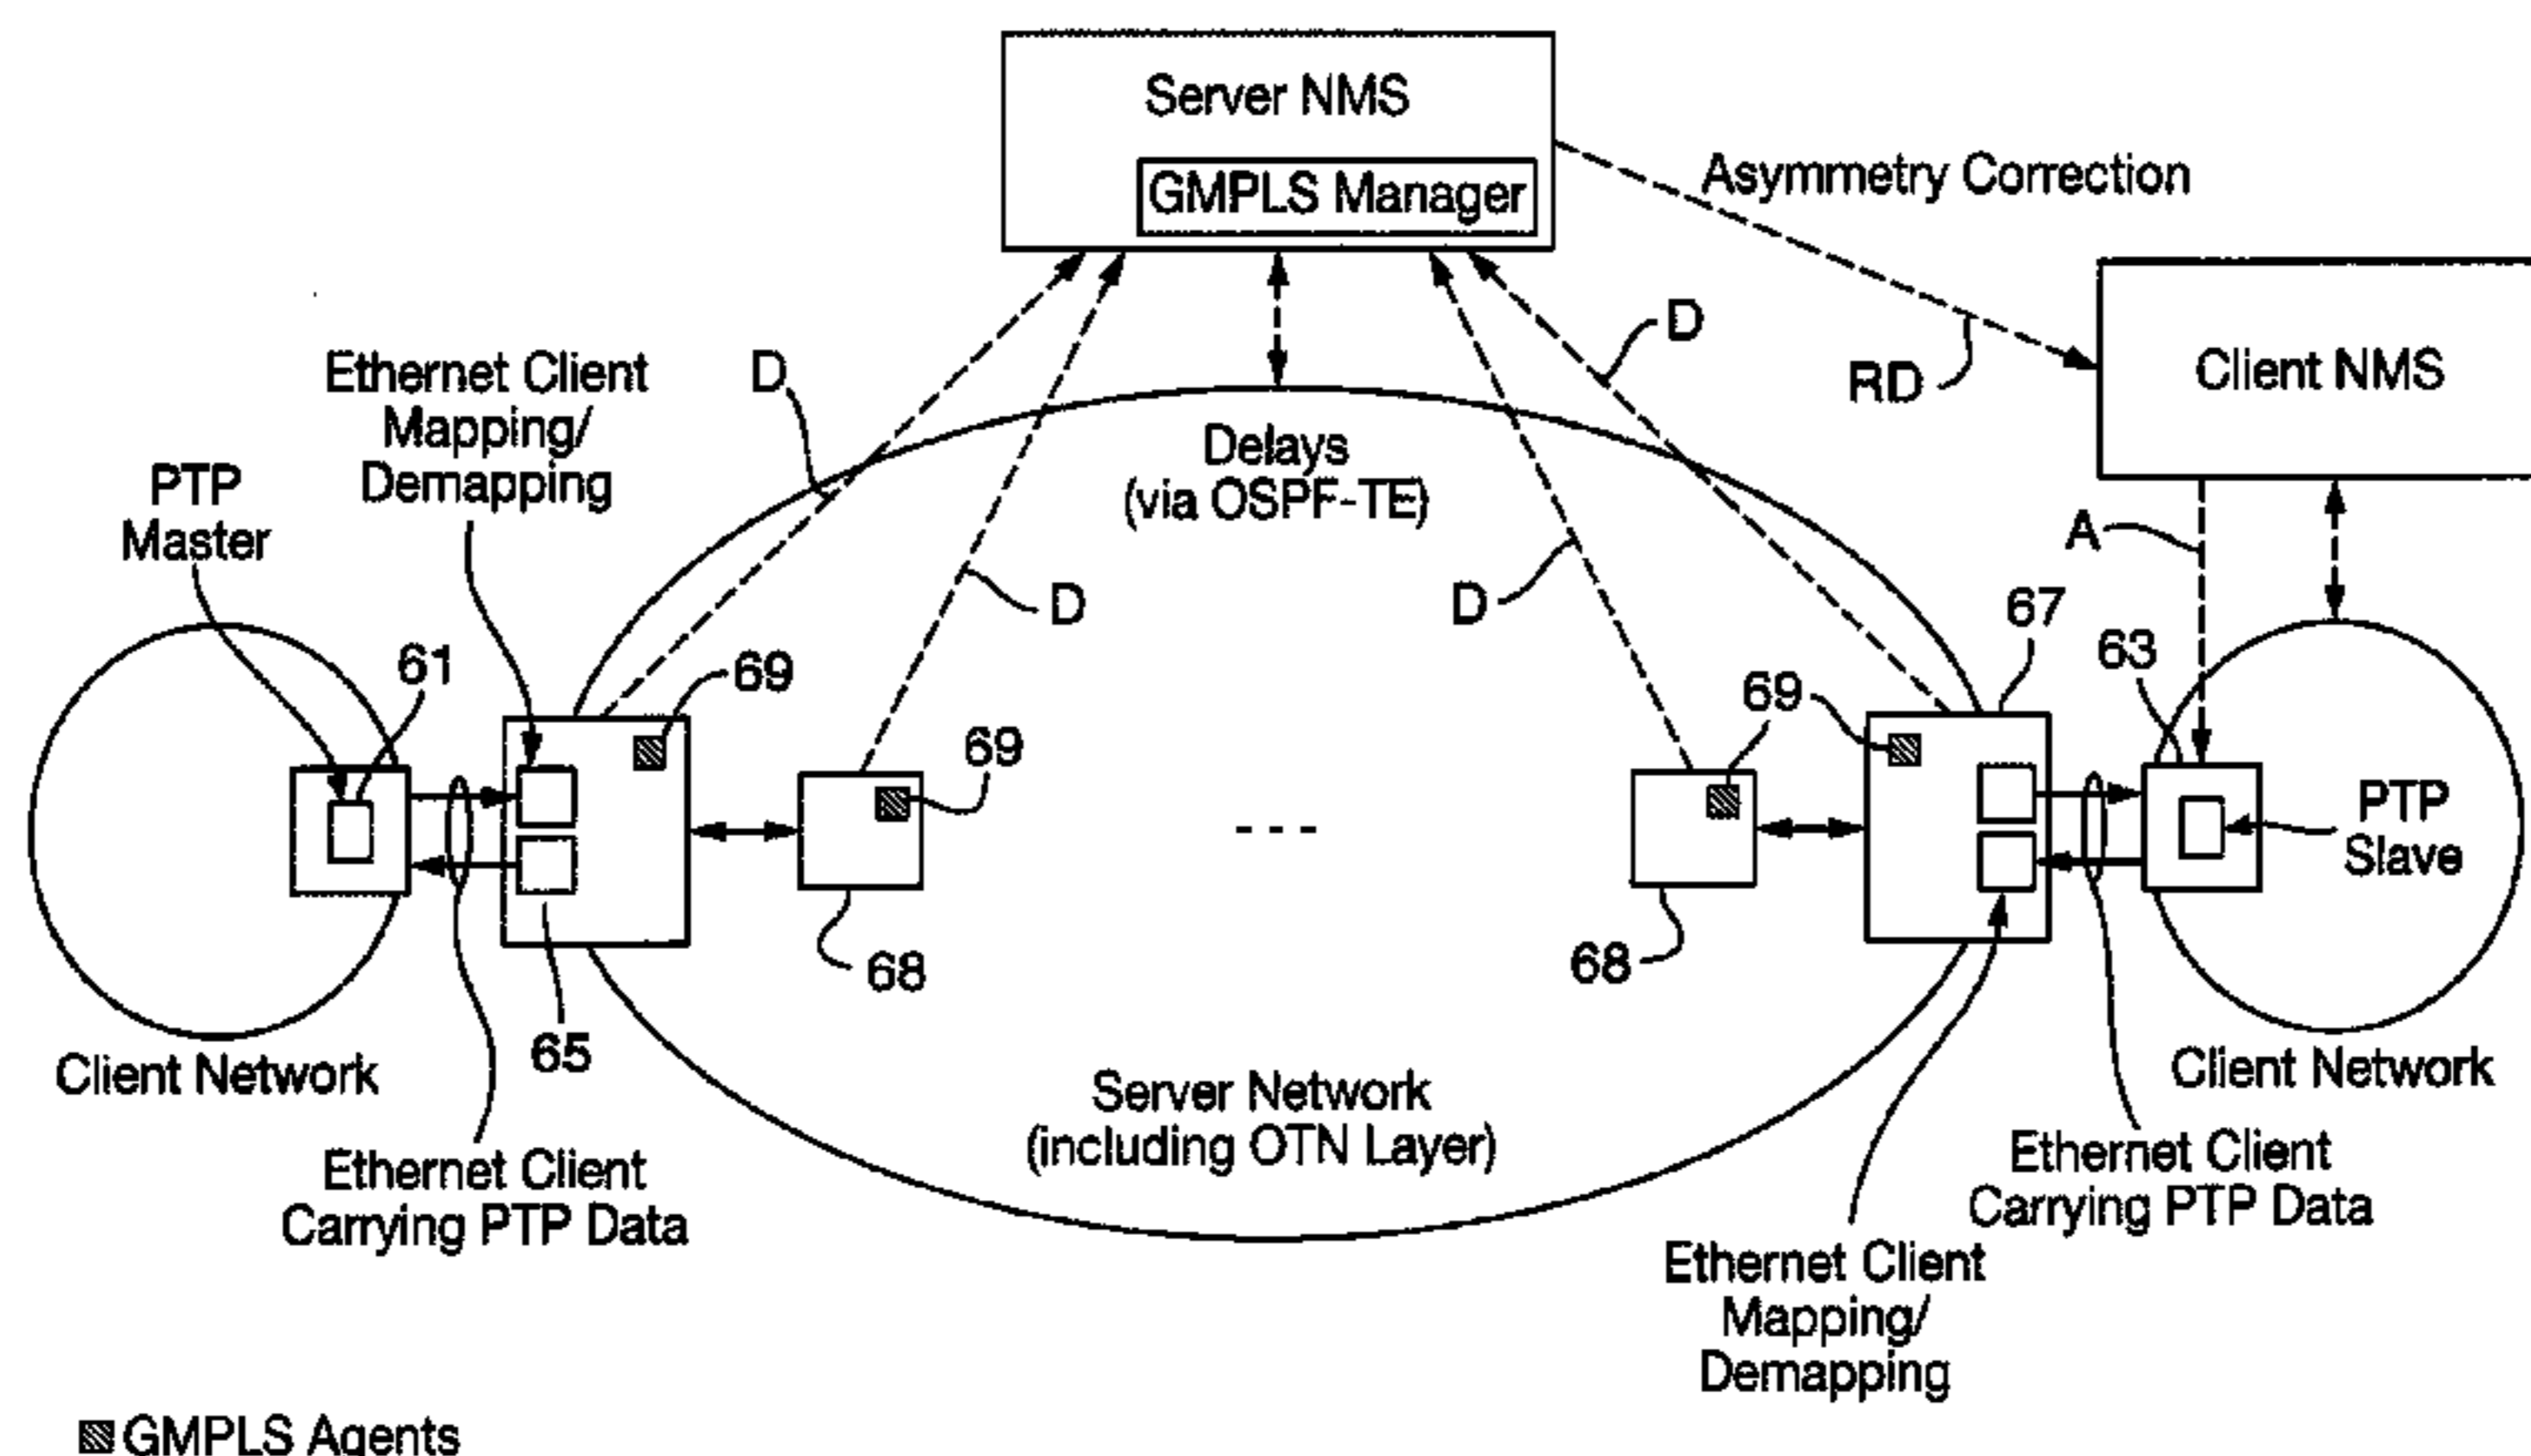 Server NMS
GMPLS Manager
Asymmetry Correction
RD
Client NMS
A
D
D
D
D
Delays
(via OSPF-TE)
Ethernet Client
Mapping/
Demapping
PTP
Master
61
69
69
69
67
63
PTP
Slave
65
68
68
Client Network
Server Network
(including OTN Layer)
Client Network
Ethernet Client
Carrying PTP Data
Ethernet Client
Carrying PTP Data
Ethernet Client
Mapping/
Demapping
GMPLS Agents